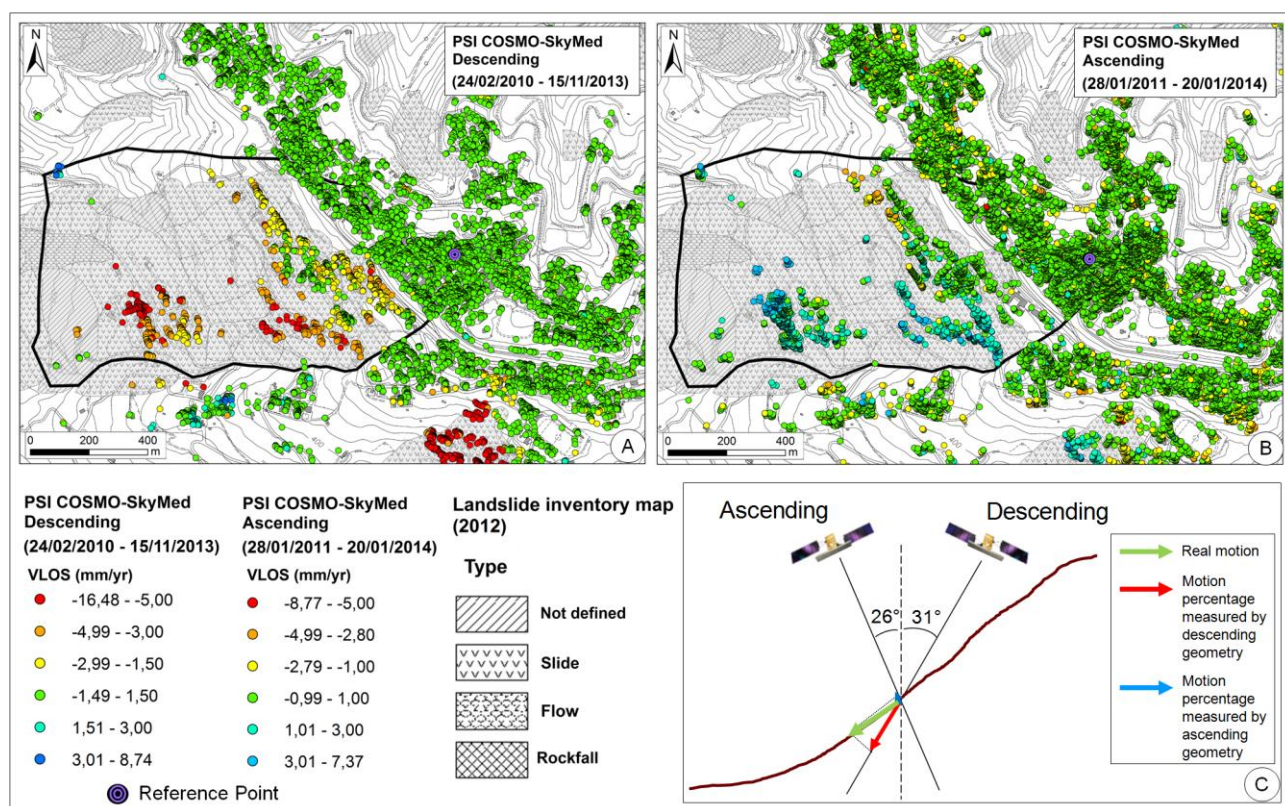 N
PSI COSMO-SkyMed
Descending
(24/02/2010 - 15/11/2013)
400
0 200 400
m
A
N
PSI COSMO-SkyMed
Ascending
(28/01/2011 - 20/01/2014)
400
0 200 400
m
B
PSI COSMO-SkyMed
Descending
(24/02/2010 - 15/11/2013)
VLOS (mm/yr)
-16,48 - -5,00
-4,99 - -3,00
-2,99 - -1,50
-1,49 - 1,50
1,51 - 3,00
3,01 - 8,74
PSI COSMO-SkyMed
Ascending
(28/01/2011 - 20/01/2014)
VLOS (mm/yr)
-8,77 - -5,00
-4,99 - -2,80
-2,79 - -1,00
-0,99 - 1,00
1,01 - 3,00
3,01 - 7,37
Reference Point
Landslide inventory map
(2012)
Type
Not defined
Slide
Flow
Rockfall
Ascending
Descending
26°
31°
Real motion
Motion
percentage
measured by
descending
geometry
Motion
percentage
measured by
ascending
geometry
C